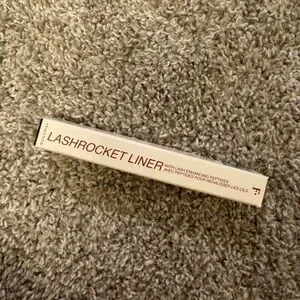 LASHROCKET LINER
WITH LASH ENHANCING PEPTIDES
AVEC PEPTIDES POUR REHAUSSER LES CILS
F.